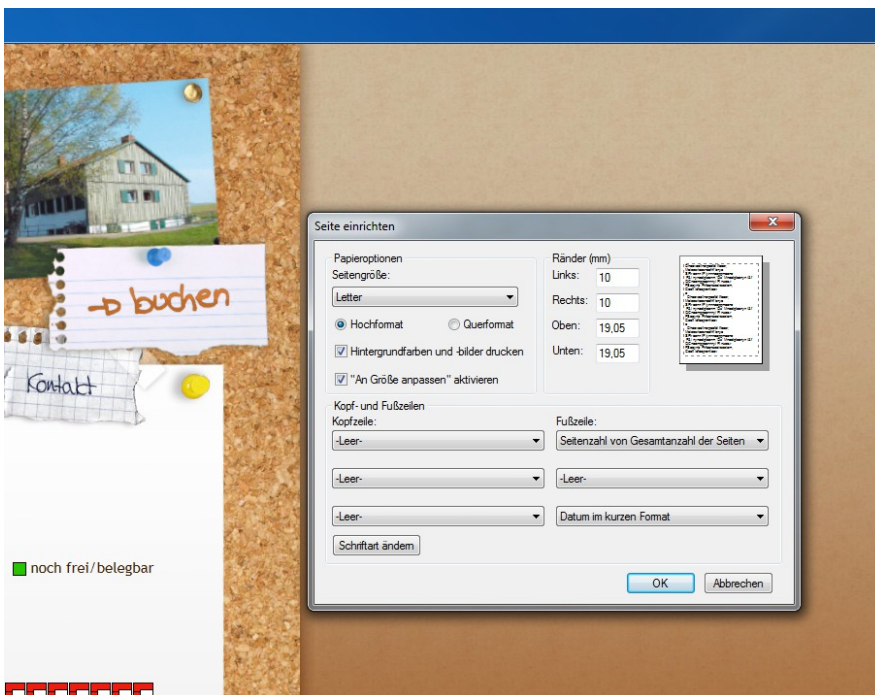 buchen
Kontakt
noch frei/belegbar
Seite einrichten
Papieroptionen
Seitengröße:
Letter
Hochformat
Querformat
Hintergrundfarben und -bilder drucken
"An Größe anpassen" aktivieren
Ränder (mm)
Links: 10
Rechts: 10
Oben: 19,05
Unten: 19,05
Kopf- und Fußzeilen
Kopfzeile:
-Leer-
-Leer-
-Leer-
Schriftart ändern
Fußzeile:
Seitenzahl von Gesamtanzahl der Seiten
-Leer-
Datum im kurzen Format
OK
Abbrechen